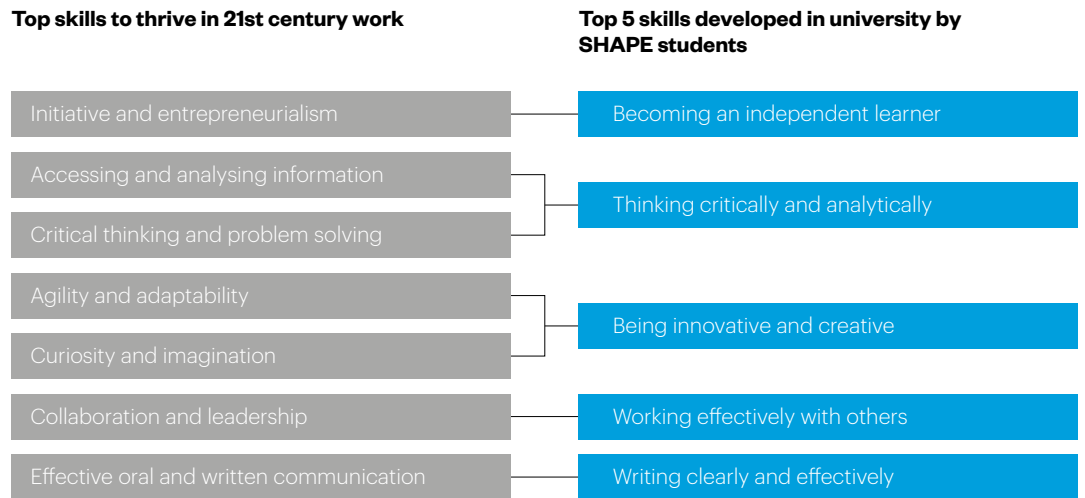 Top skills to thrive in 21st century work
Initiative and entrepreneurialism
Accessing and analysing information
Critical thinking and problem solving
Agility and adaptability
Curiosity and imagination
Collaboration and leadership
Effective oral and written communication
Top 5 skills developed in university by
SHAPE students
Becoming an independent learner
Thinking critically and analytically
Being innovative and creative
Working effectively with others
Writing clearly and effectively